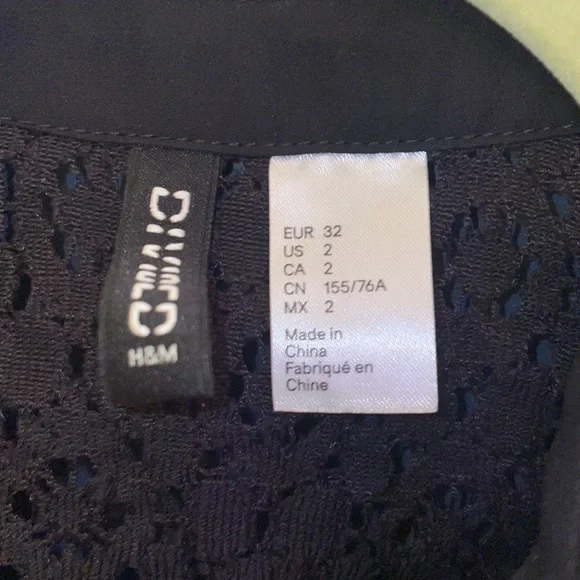 DIVIDED
H&M
EUR 32
US 2
CA 2
CN 155/76A
MX 2
Made in
China
Fabriqué en
Chine